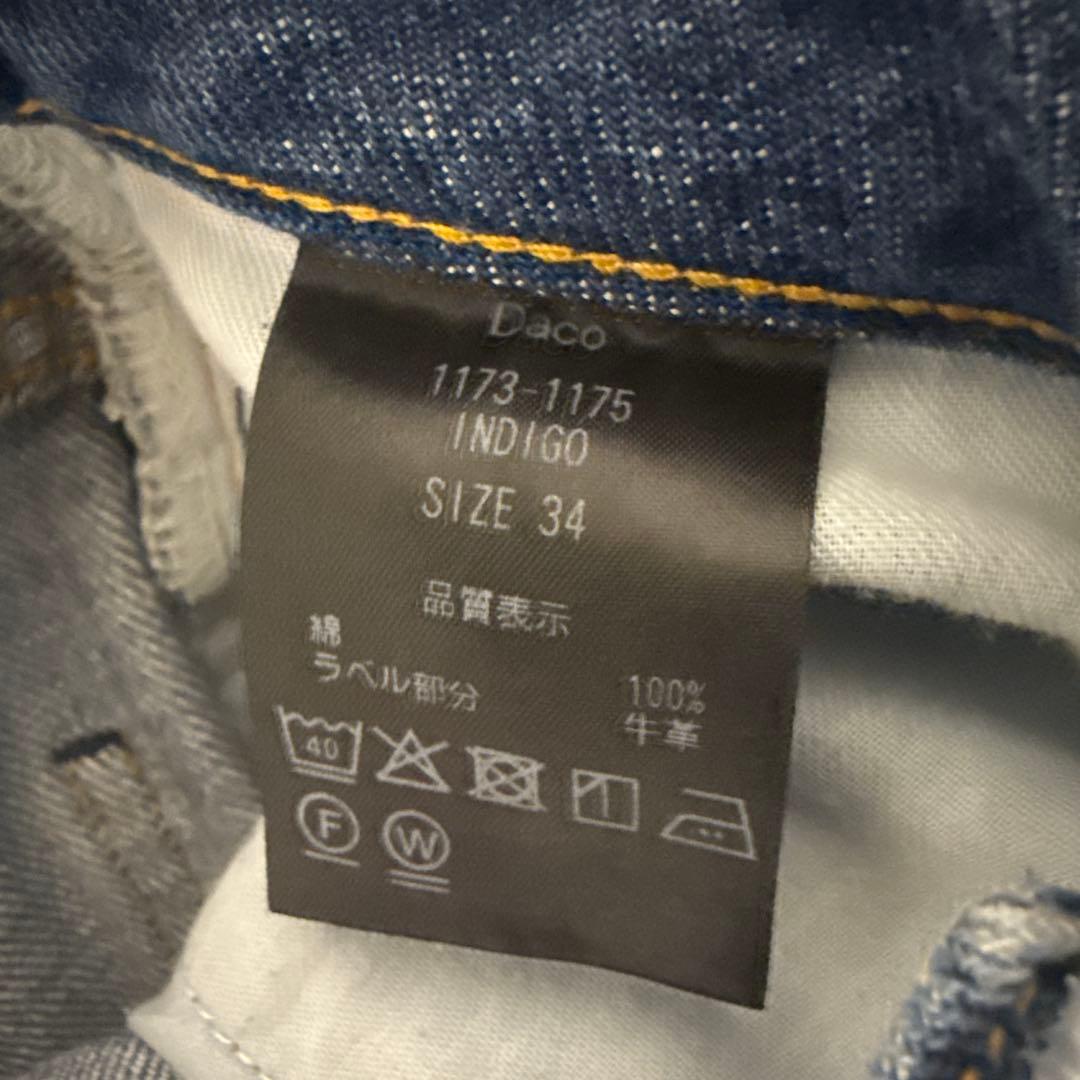 Daco
1173-1175
INDIGO
SIZE 34
品質表示
綿 100%
ラベル部分 牛革
40
F W